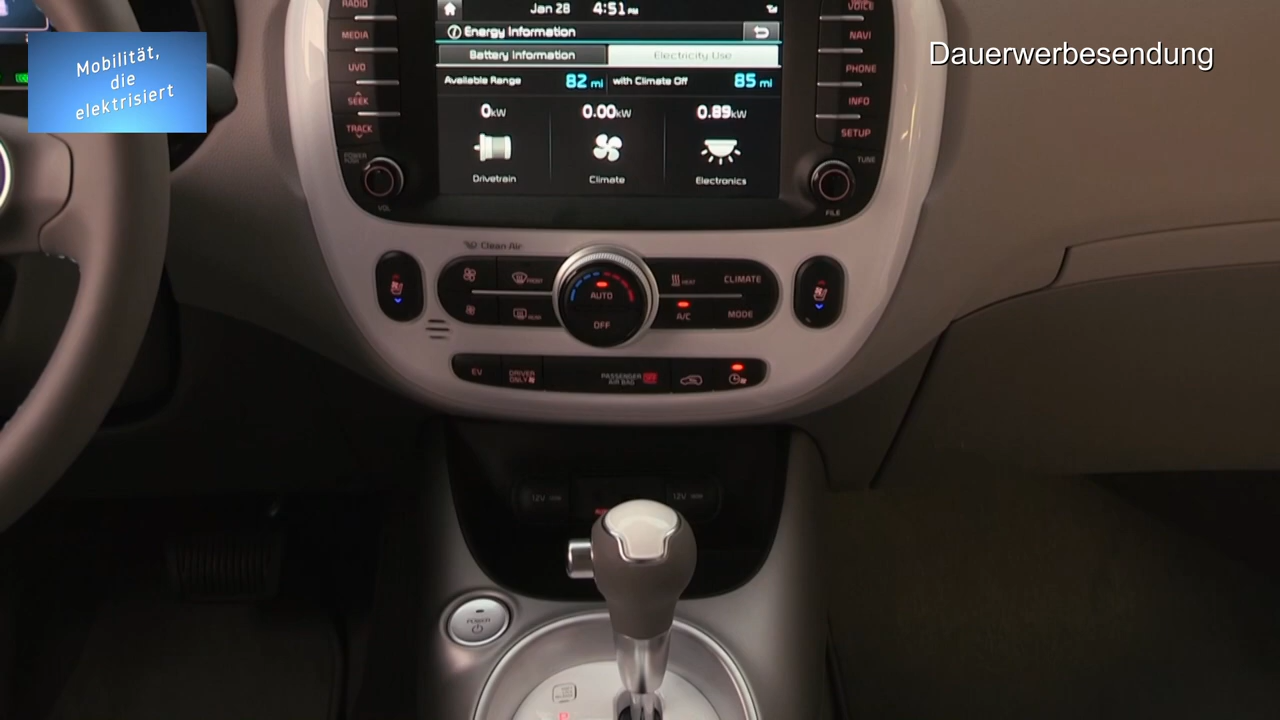 Dauerwerbesendung
Mobilität,
die
elektrisiert
Jan 28 4:51 PM
Energy Information
Battery Information Electricity Use
Available Range 82 mi with Climate Off 85 mi
0kW 0.00kW 0.89kW
Drivetrain Climate Electronics
RADIO
MEDIA
UVO
SEEK
TRACK
POWER
PUSH
VOL
VOICE
NAVI
PHONE
INFO
SETUP
TUNE
FILE
Clean Air
FRONT
REAR
AUTO
OFF
HEAT
CLIMATE
A/C
MODE
EV
DRIVER
ONLY
PASSENGER
AIR BAG
OFF
12V
12V
POWER
P